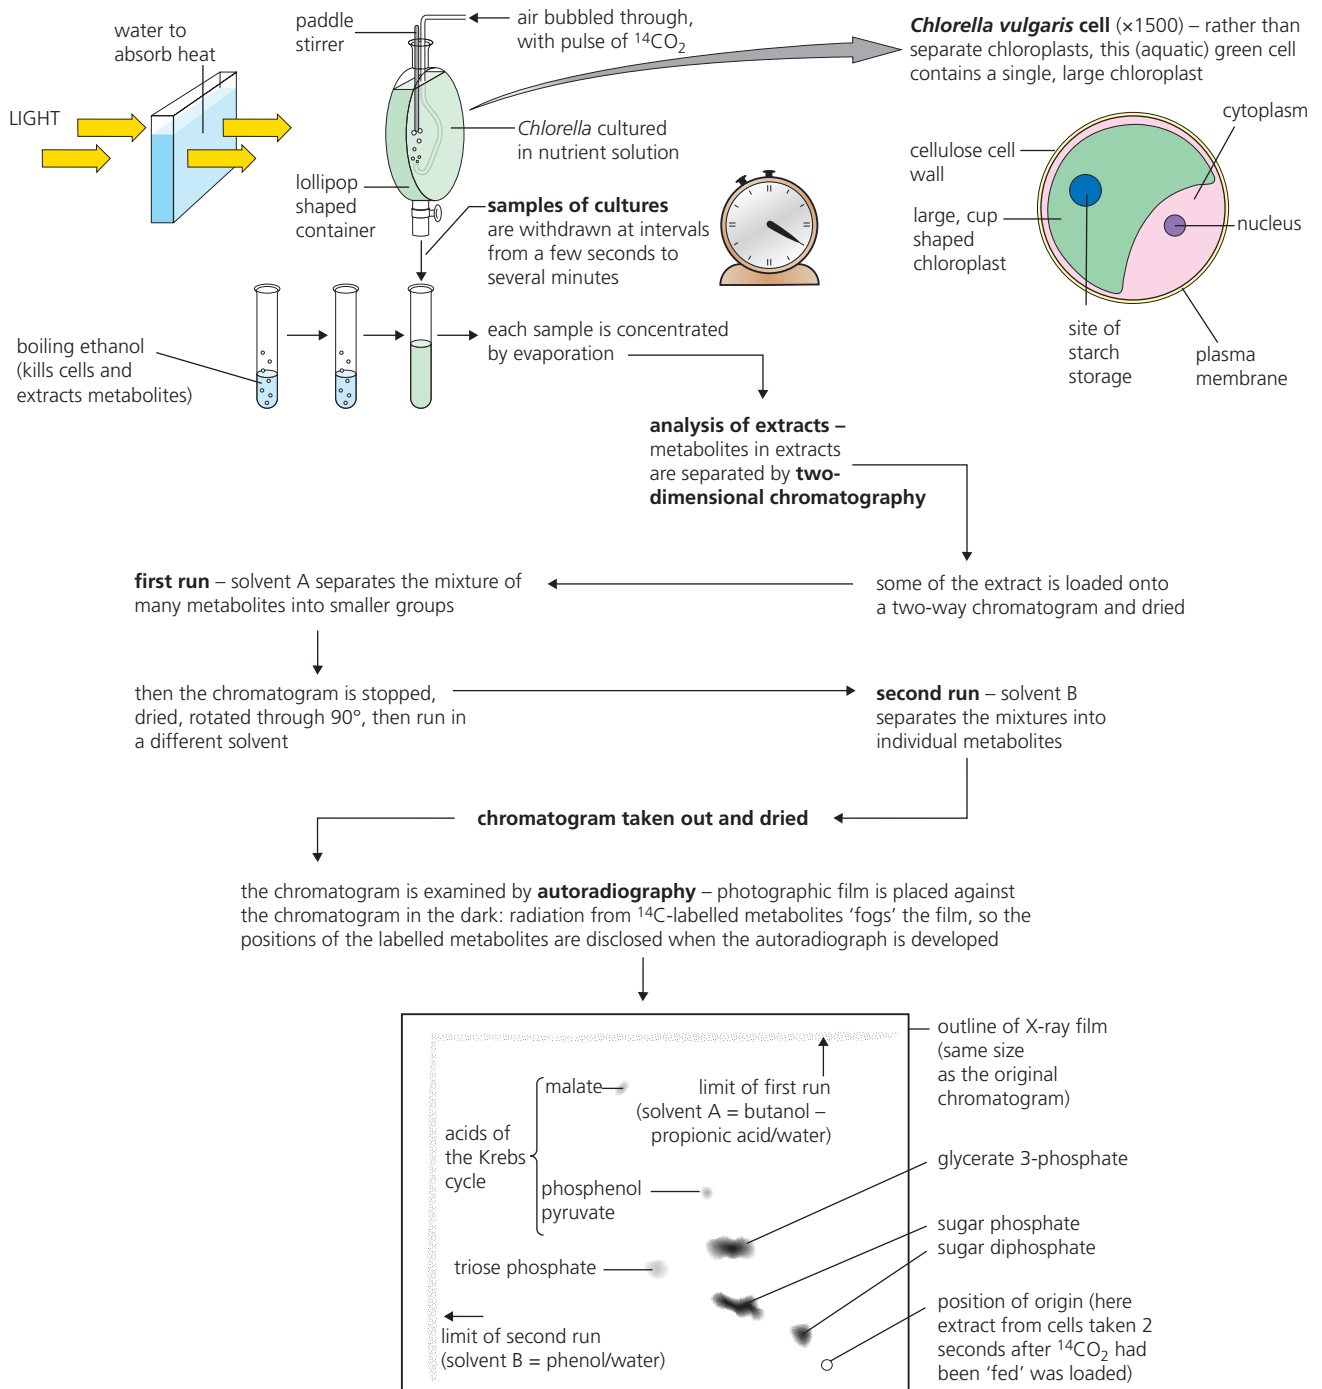 water to
absorb heat
LIGHT
paddle
stirrer
air bubbled through,
with pulse of ¹⁴CO₂
Chlorella cultured
in nutrient solution
lollipop
shaped
container
samples of cultures
are withdrawn at intervals
from a few seconds to
several minutes
Chlorella vulgaris cell (×1500) – rather than
separate chloroplasts, this (aquatic) green cell
contains a single, large chloroplast
cytoplasm
cellulose cell
wall
large, cup
shaped
chloroplast
nucleus
site of
starch
storage
plasma
membrane
boiling ethanol
(kills cells and
extracts metabolites)
each sample is concentrated
by evaporation
analysis of extracts –
metabolites in extracts
are separated by two-
dimensional chromatography
some of the extract is loaded onto
a two-way chromatogram and dried
first run – solvent A separates the mixture of
many metabolites into smaller groups
then the chromatogram is stopped,
dried, rotated through 90°, then run in
a different solvent
second run – solvent B
separates the mixtures into
individual metabolites
chromatogram taken out and dried
the chromatogram is examined by autoradiography – photographic film is placed against
the chromatogram in the dark: radiation from ¹⁴C-labelled metabolites ‘fogs’ the film, so the
positions of the labelled metabolites are disclosed when the autoradiograph is developed
outline of X-ray film
(same size
as the original
chromatogram)
malate
limit of first run
(solvent A = butanol –
propionic acid/water)
acids of
the Krebs
cycle
phosphenol
pyruvate
glycerate 3-phosphate
sugar phosphate
sugar diphosphate
triose phosphate
position of origin (here
extract from cells taken 2
seconds after ¹⁴CO₂ had
been ‘fed’ was loaded)
limit of second run
(solvent B = phenol/water)